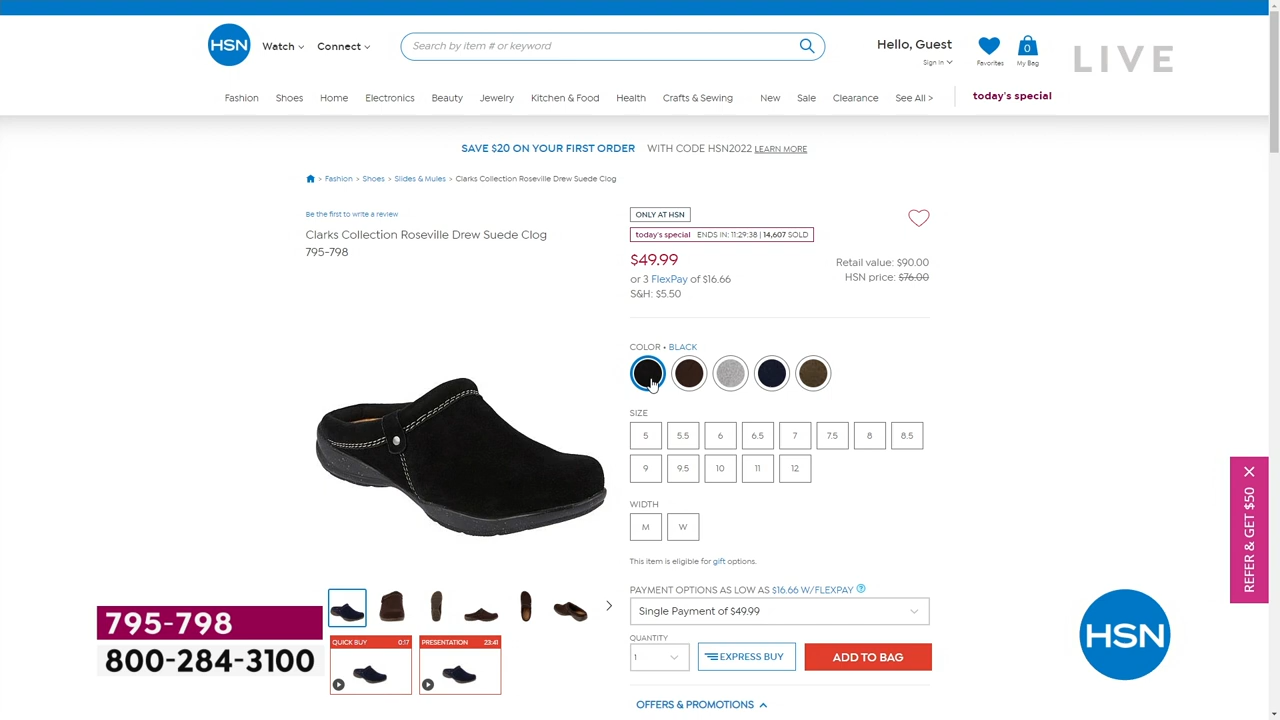 HSN
Watch
Connect
Search by item # or keyword
Hello, Guest
Sign In
Favorites
0
My Bag
LIVE
Fashion Shoes Home Electronics Beauty Jewelry Kitchen & Food Health Crafts & Sewing New Sale Clearance See All > today's special
SAVE $20 ON YOUR FIRST ORDER WITH CODE HSN2022 LEARN MORE
> Fashion > Shoes > Slides & Mules > Clarks Collection Roseville Drew Suede Clog
Be the first to write a review
Clarks Collection Roseville Drew Suede Clog
795-798
ONLY AT HSN
today's special ENDS IN: 11:29:38 | 14,607 SOLD
$49.99
or 3 FlexPay of $16.66
S&H: $5.50
Retail value: $90.00
HSN price: $76.00
COLOR • BLACK
SIZE
5 5.5 6 6.5 7 7.5 8 8.5
9 9.5 10 11 12
WIDTH
M W
This item is eligible for gift options.
PAYMENT OPTIONS AS LOW AS $16.66 W/FLEXPAY ?
Single Payment of $49.99
QUANTITY
1
EXPRESS BUY
ADD TO BAG
OFFERS & PROMOTIONS
QUICK BUY 0:17
PRESENTATION 23:41
795-798
800-284-3100
REFER & GET $50
HSN